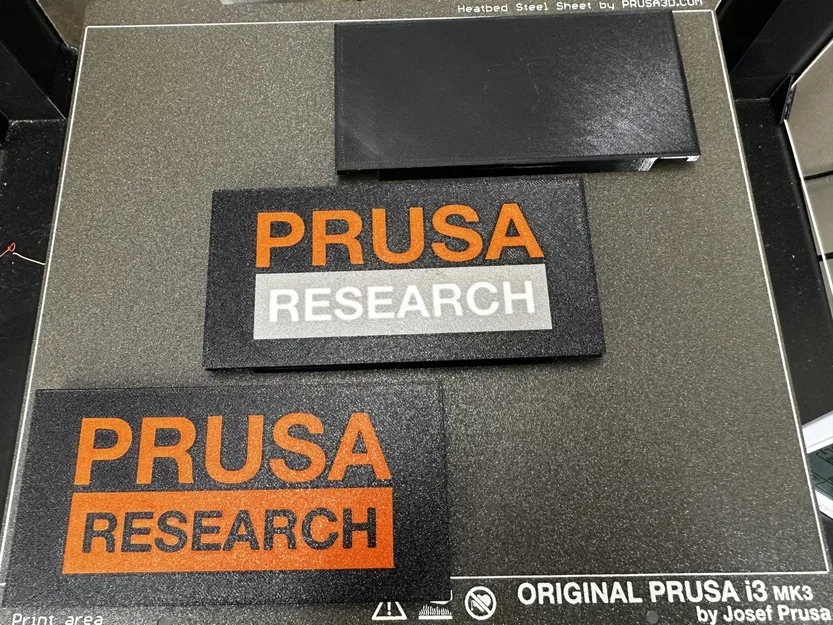 Heatbed Steel Sheet by PRUSA3D.COM
PRUSA
RESEARCH
PRUSA
RESEARCH
ORIGINAL PRUSA i3 MK3
by Josef Prusa
Print area